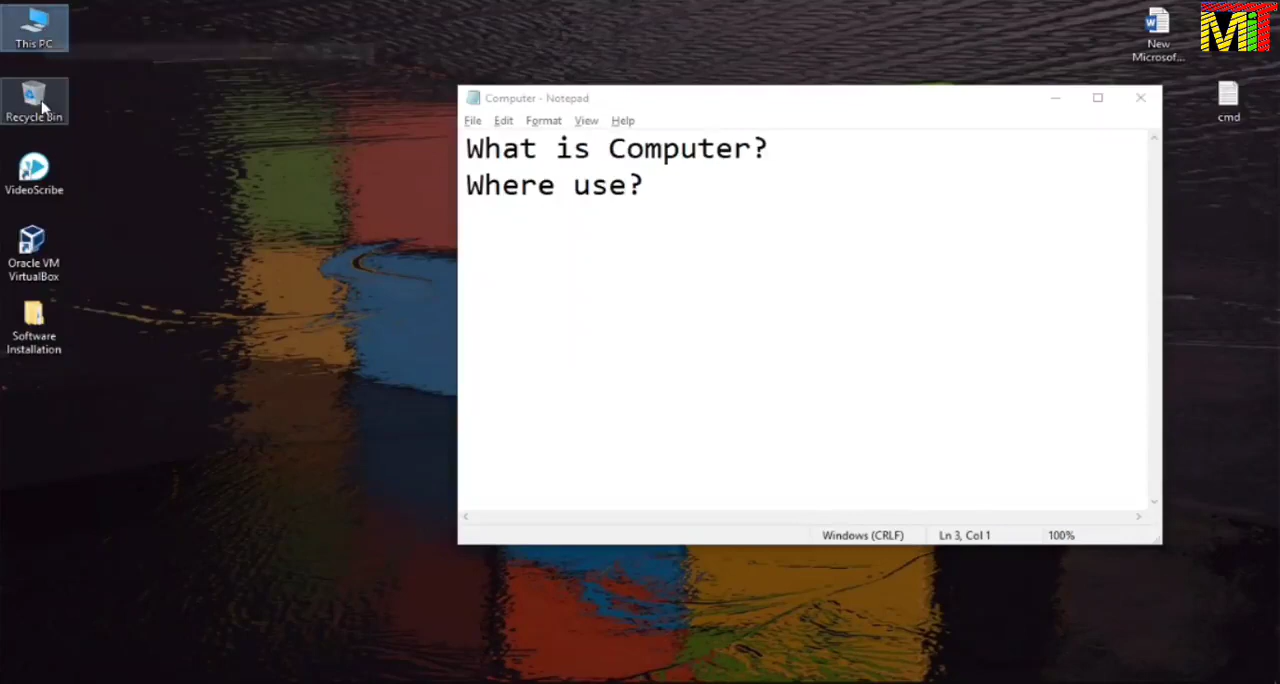 This PC
Recycle Bin
VideoScribe
Oracle VM
VirtualBox
Software
Installation
Computer - Notepad
File Edit Format View Help
What is Computer?
Where use?
Windows (CRLF) Ln 3, Col 1 100%
New
Microsof...
cmd
MiT